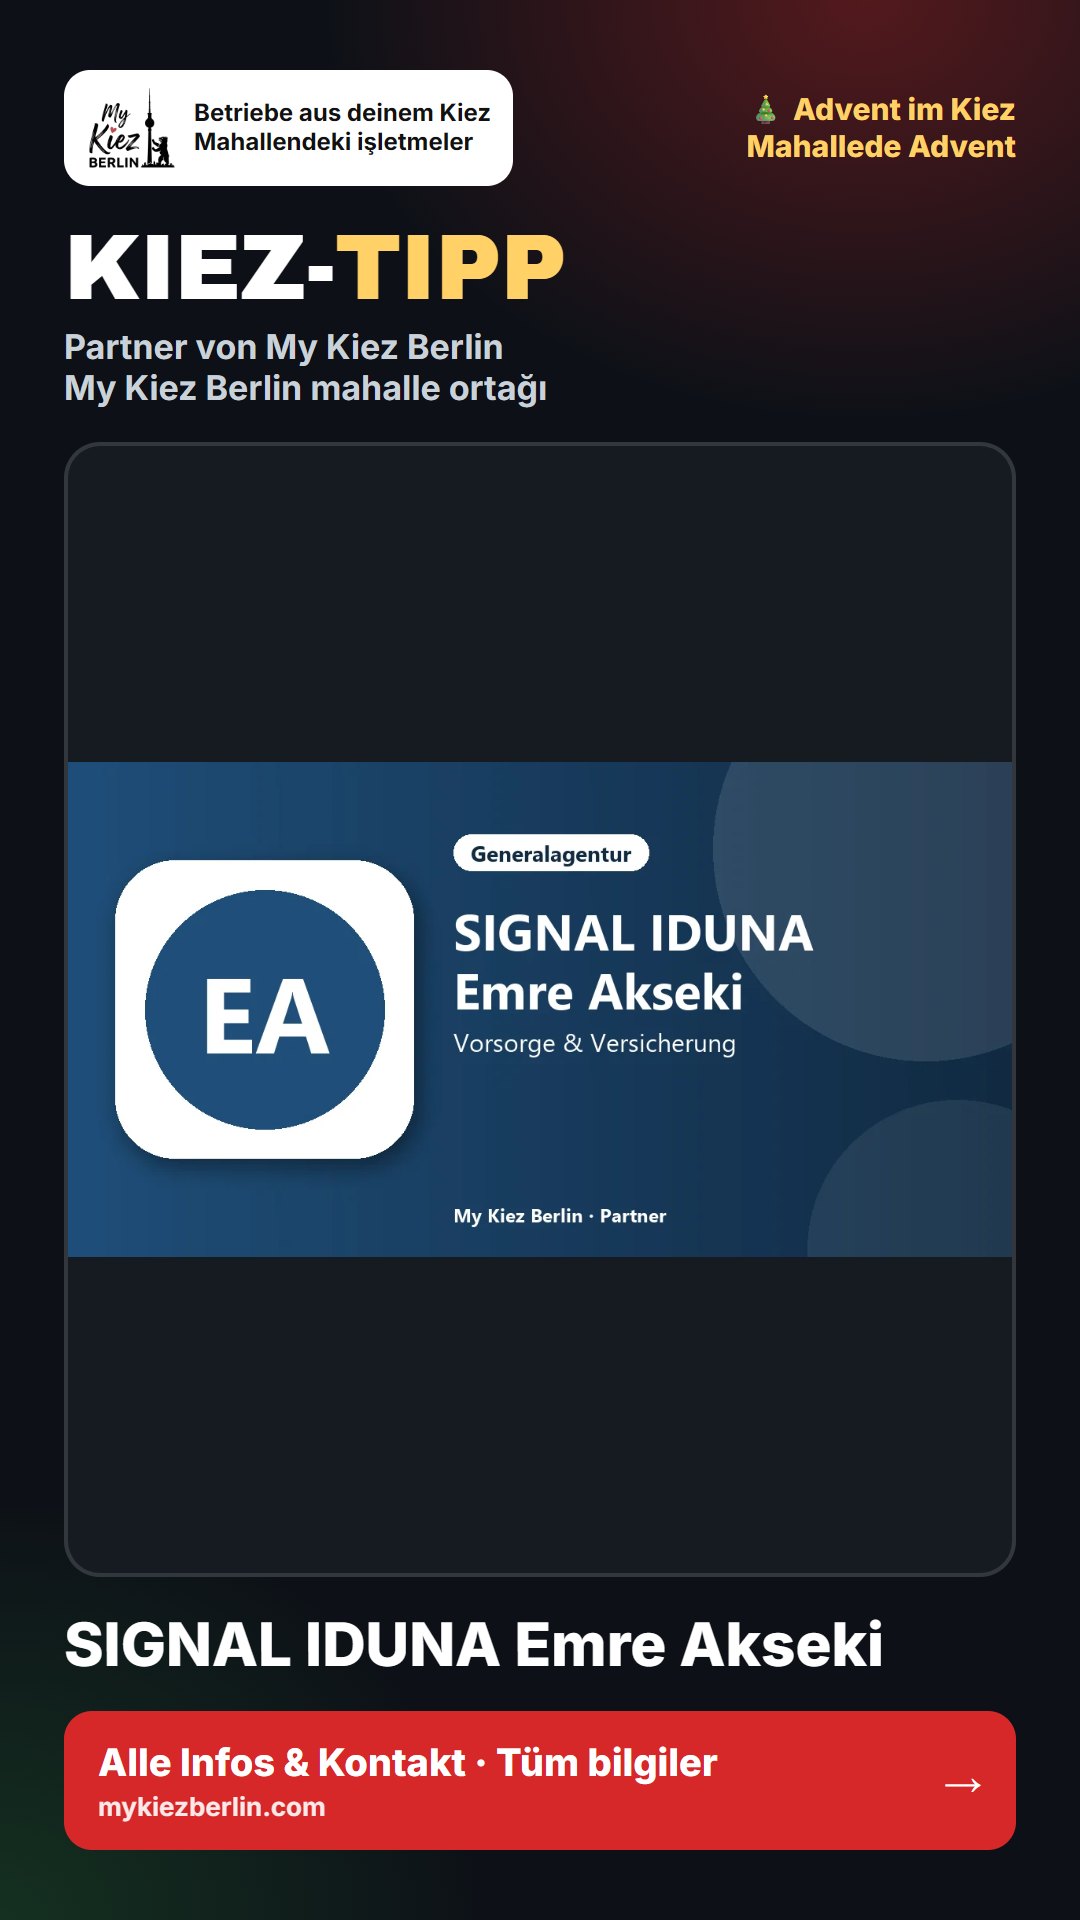 My
Kiez
BERLIN
Betriebe aus deinem Kiez
Mahallendeki işletmeler
Advent im Kiez
Mahallede Advent
KIEZ-TIPP
Partner von My Kiez Berlin
My Kiez Berlin mahalle ortağı
Generalagentur
EA
SIGNAL IDUNA
Emre Akseki
Vorsorge & Versicherung
My Kiez Berlin · Partner
SIGNAL IDUNA Emre Akseki
Alle Infos & Kontakt · Tüm bilgiler
mykiezberlin.com
→